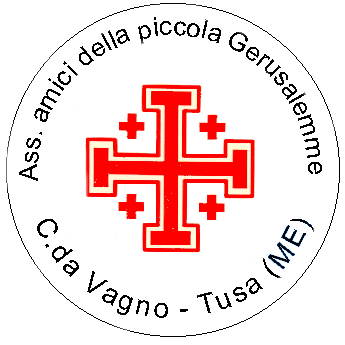 Ass. amici della piccola Gerusalemme
C.da Vagno - Tusa (ME)